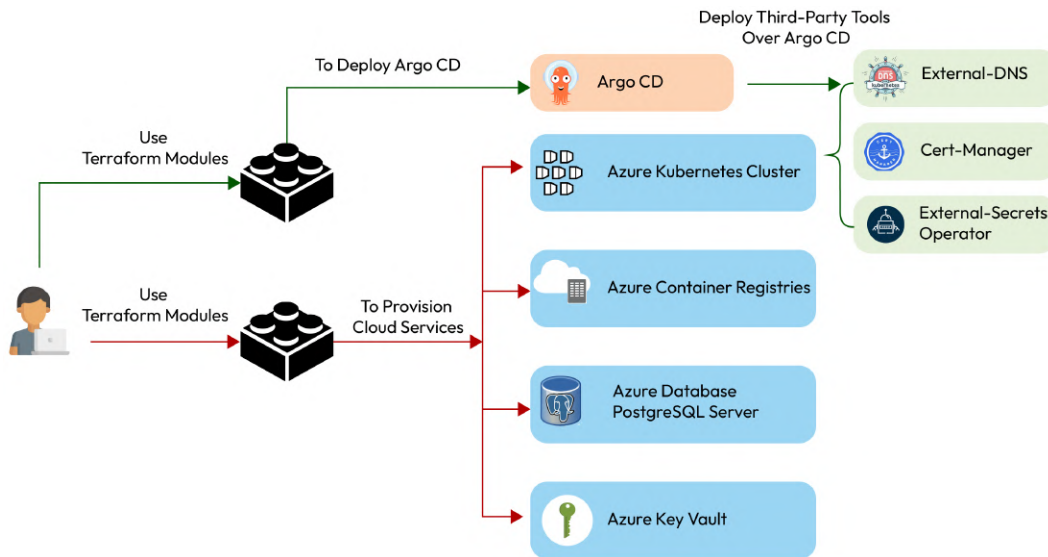 Deploy Third-Party Tools
Over Argo CD
To Deploy Argo CD
Argo CD
DNS
kubernetes
External-DNS
Use
Terraform Modules
Azure Kubernetes Cluster
Cert-Manager
External-Secrets
Operator
Azure Container Registries
Use
Terraform Modules
To Provision
Cloud Services
Azure Database
PostgreSQL Server
Azure Key Vault